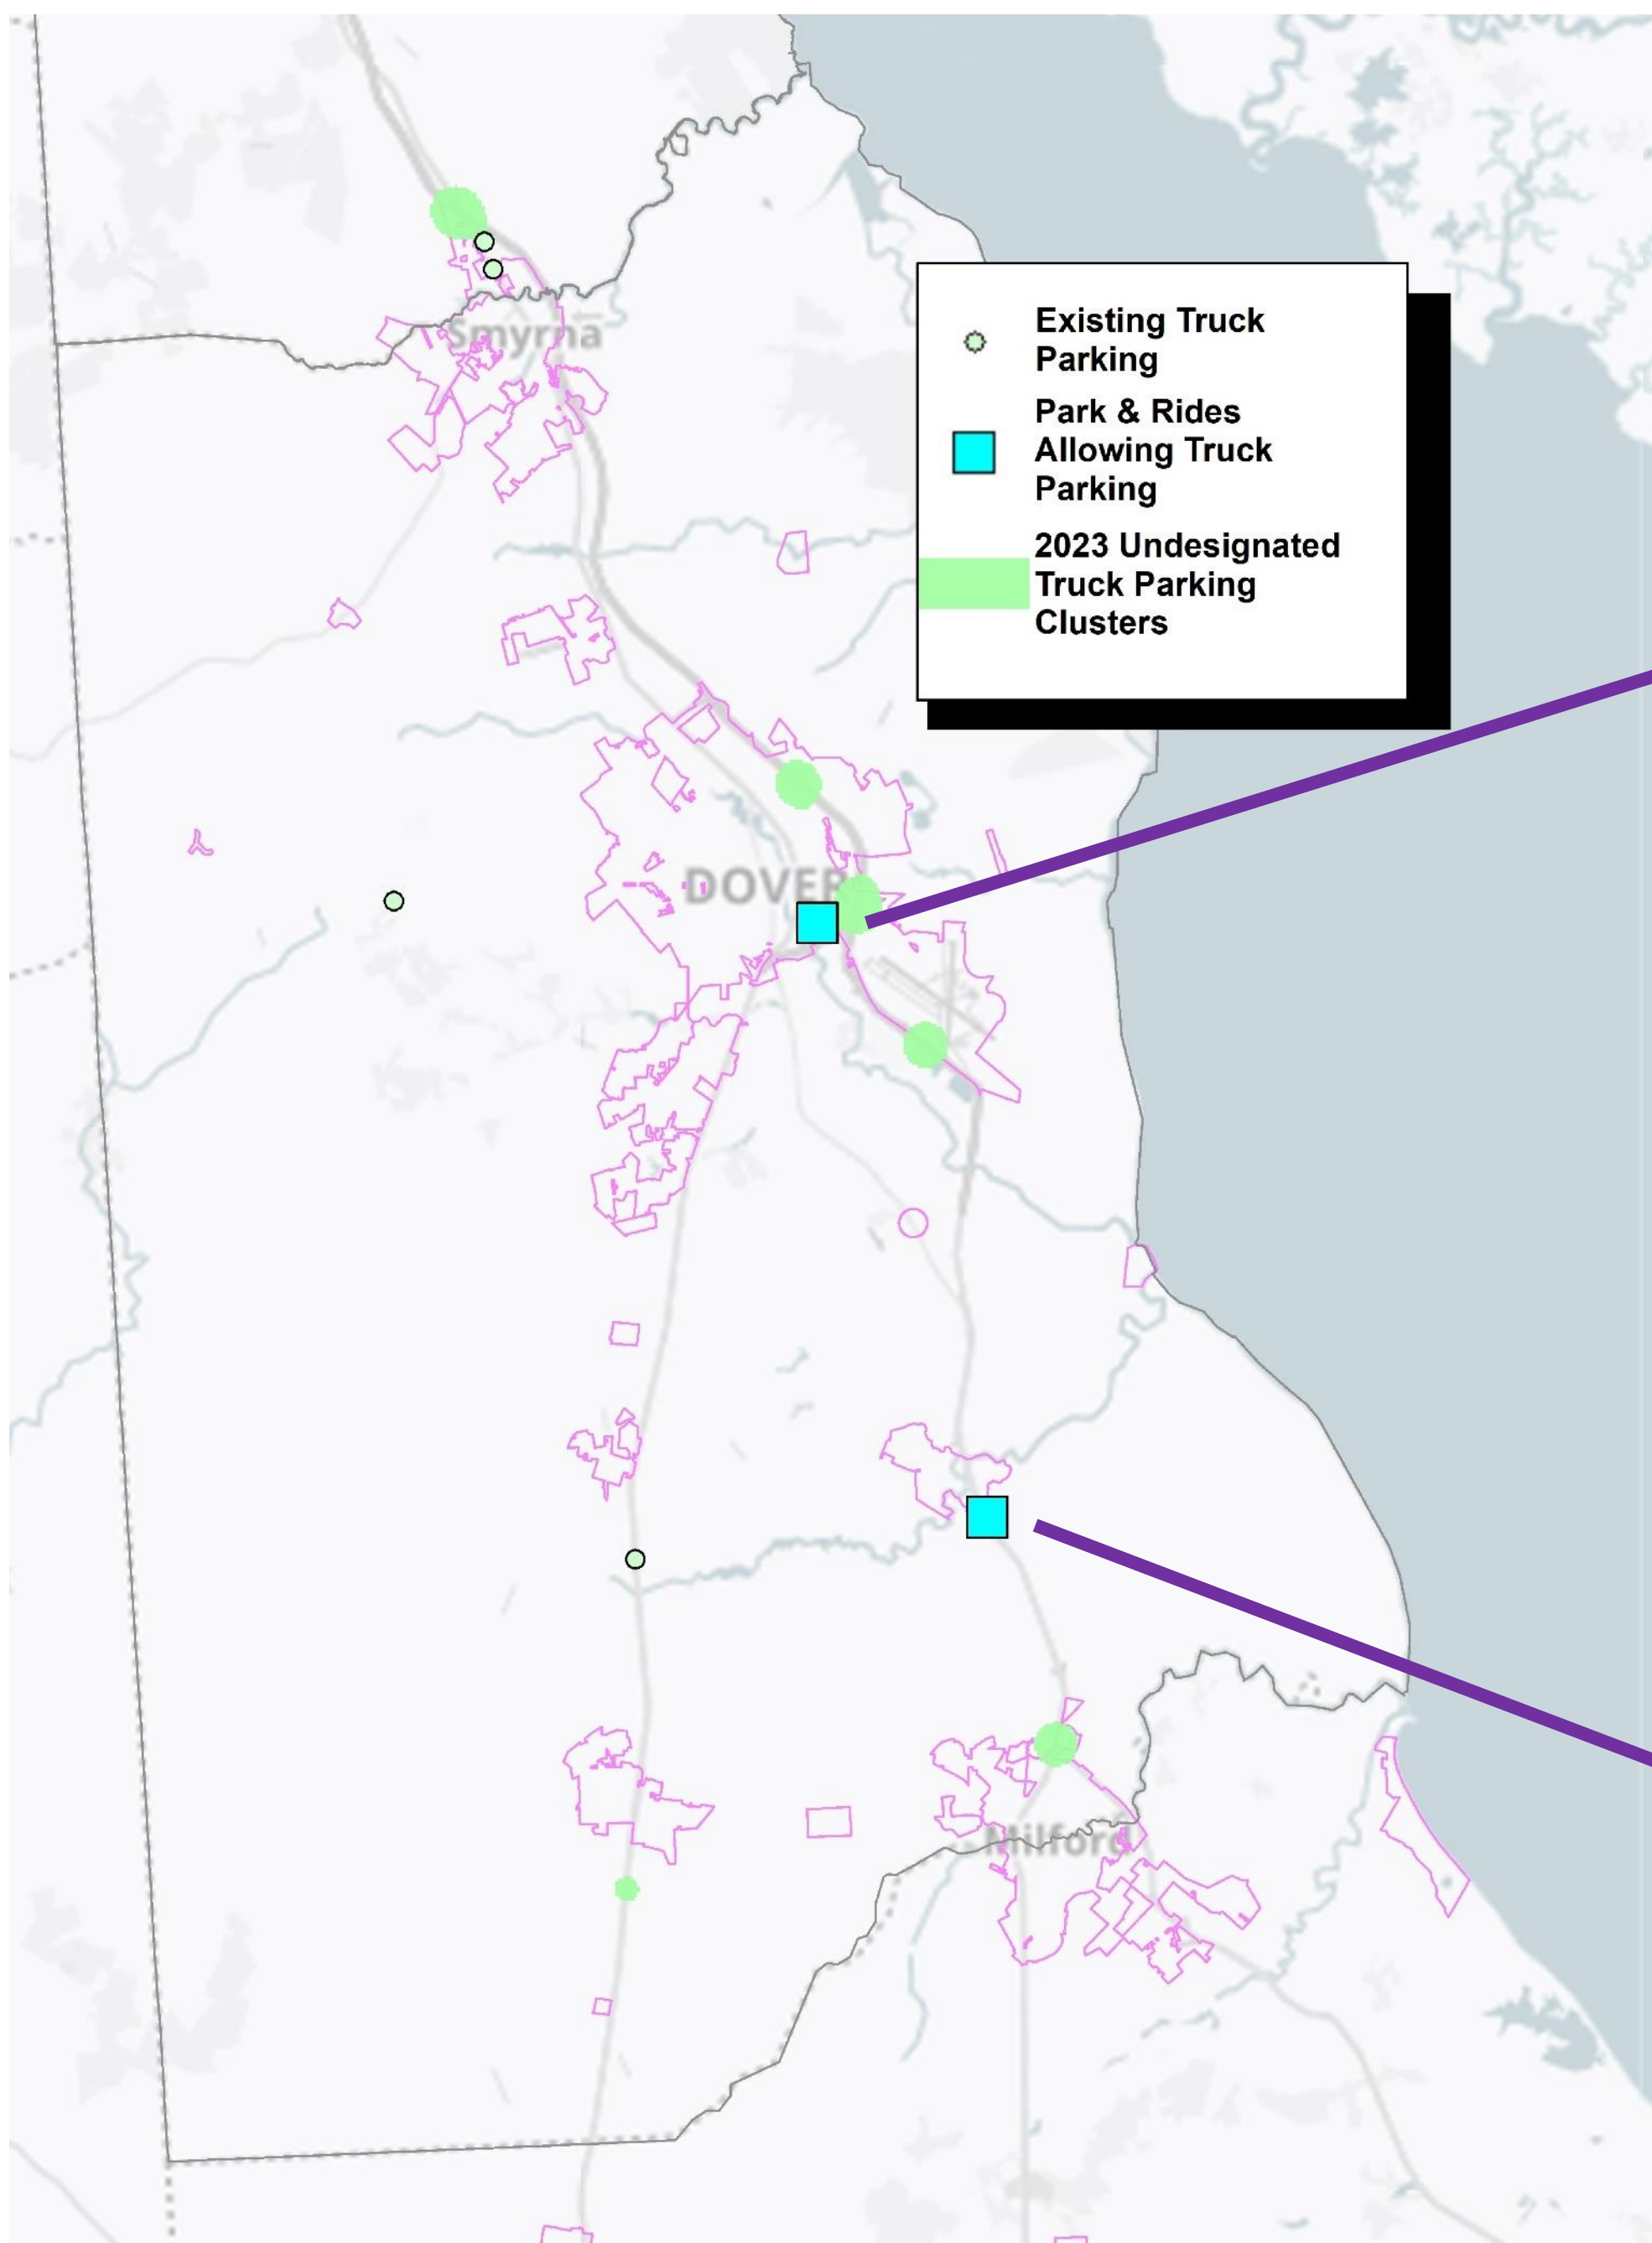 Smyrna
Existing Truck
Parking
Park & Rides
Allowing Truck
Parking
2023 Undesignated
Truck Parking
Clusters
DOVER
Milford